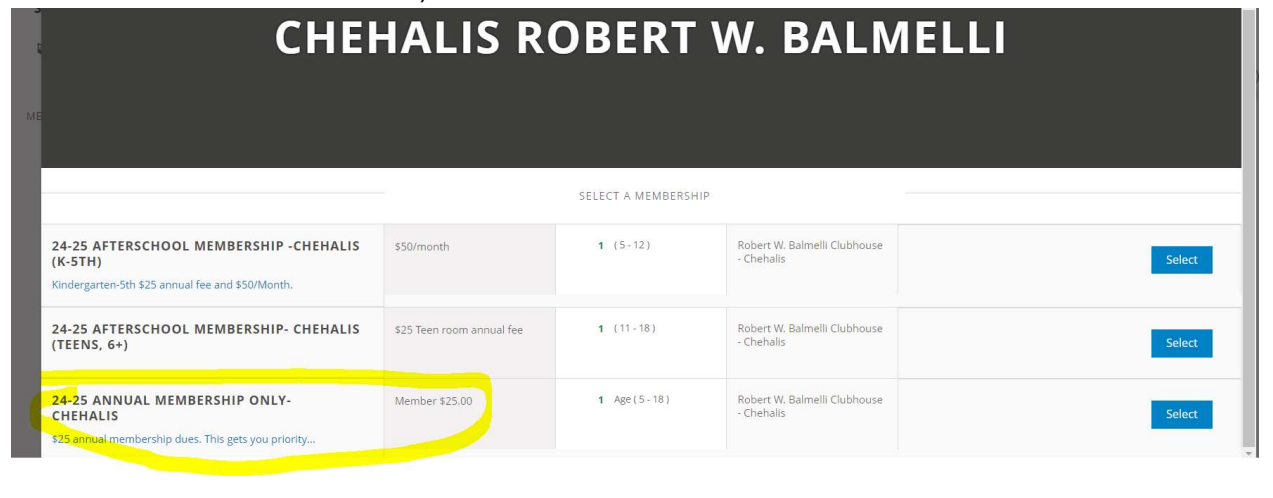 CHEHALIS ROBERT W. BALMELLI
ME
SELECT A MEMBERSHIP
24-25 AFTERSCHOOL MEMBERSHIP -CHEHALIS
(K-5TH)
Kindergarten-5th $25 annual fee and $50/Month.
$50/month
1 ( 5 - 12 )
Robert W. Balmelli Clubhouse
- Chehalis
Select
24-25 AFTERSCHOOL MEMBERSHIP- CHEHALIS
(TEENS, 6+)
$25 Teen room annual fee
1 ( 11 - 18 )
Robert W. Balmelli Clubhouse
- Chehalis
Select
24-25 ANNUAL MEMBERSHIP ONLY-
CHEHALIS
$25 annual membership dues. This gets you priority...
Member $25.00
1 Age ( 5 - 18 )
Robert W. Balmelli Clubhouse
- Chehalis
Select